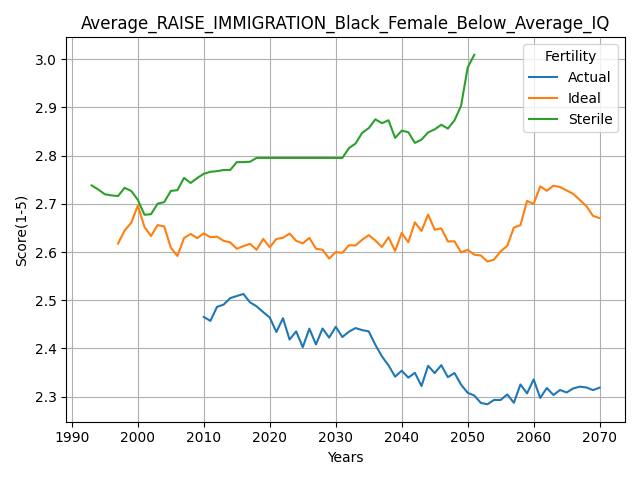 Average_RAISE_IMMIGRATION_Black_Female_Below_Average_IQ
Fertility
Actual
Ideal
Sterile
Score(1-5)
3.0
2.9
2.8
2.7
2.6
2.5
2.4
2.3
1990 2000 2010 2020 2030 2040 2050 2060 2070
Years